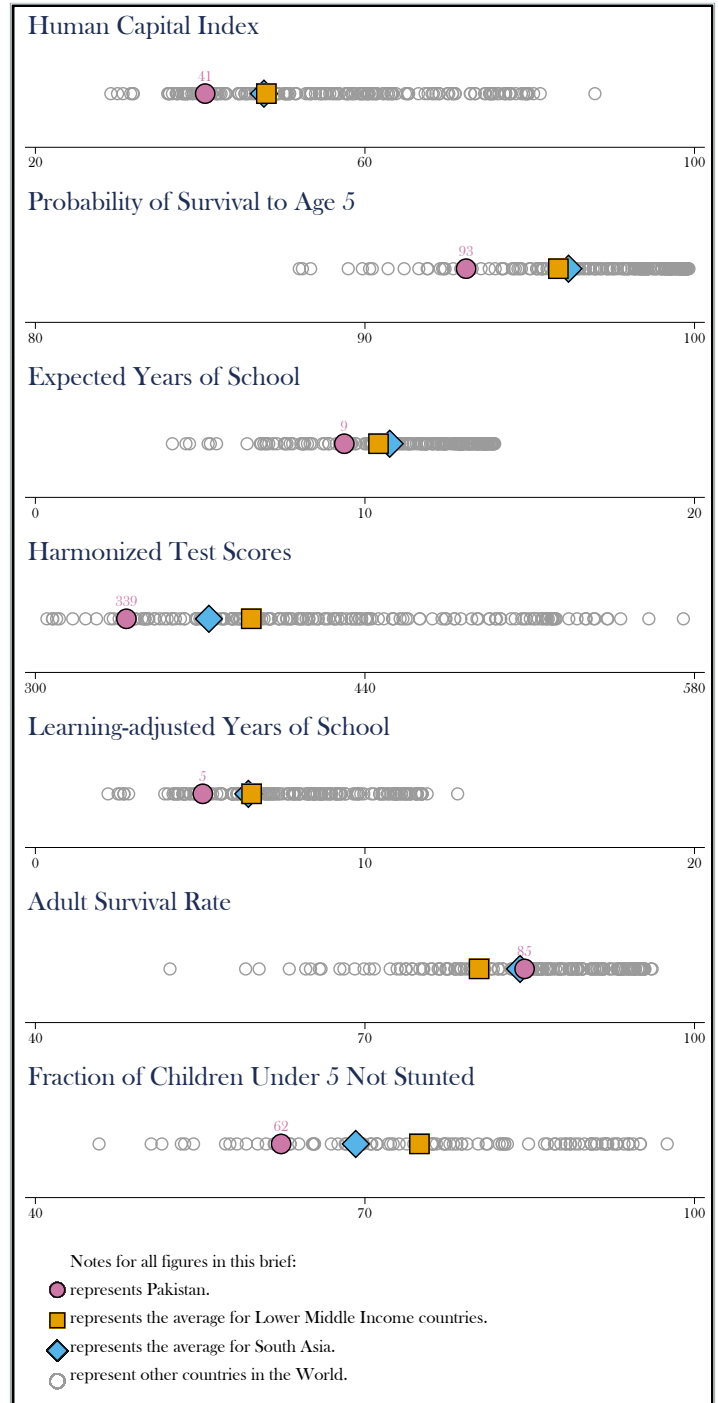 Human Capital Index
41
20 60 100
Probability of Survival to Age 5
93
80 90 100
Expected Years of School
9
0 10 20
Harmonized Test Scores
339
300 440 580
Learning-adjusted Years of School
5
0 10 20
Adult Survival Rate
85
40 70 100
Fraction of Children Under 5 Not Stunted
62
40 70 100
Notes for all figures in this brief:
represents Pakistan.
represents the average for Lower Middle Income countries.
represents the average for South Asia.
represent other countries in the World.